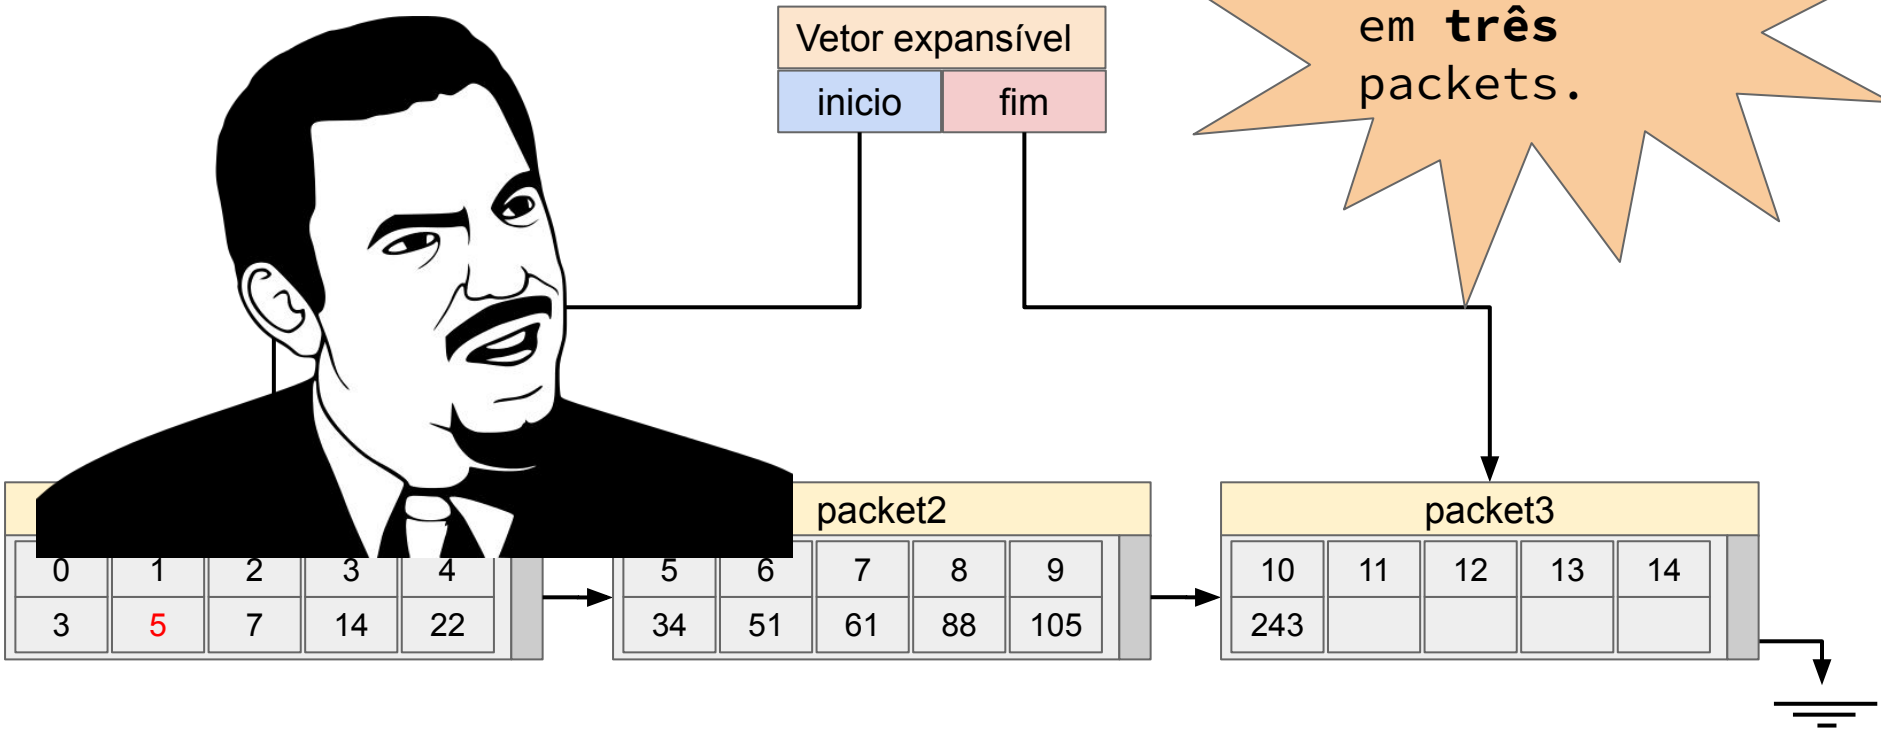 em três
packets.
Vetor expansível
inicio fim
packet2 packet3
0 1 2 3 4 5 6 7 8 9 10 11 12 13 14
3 5 7 14 22 34 51 61 88 105 243